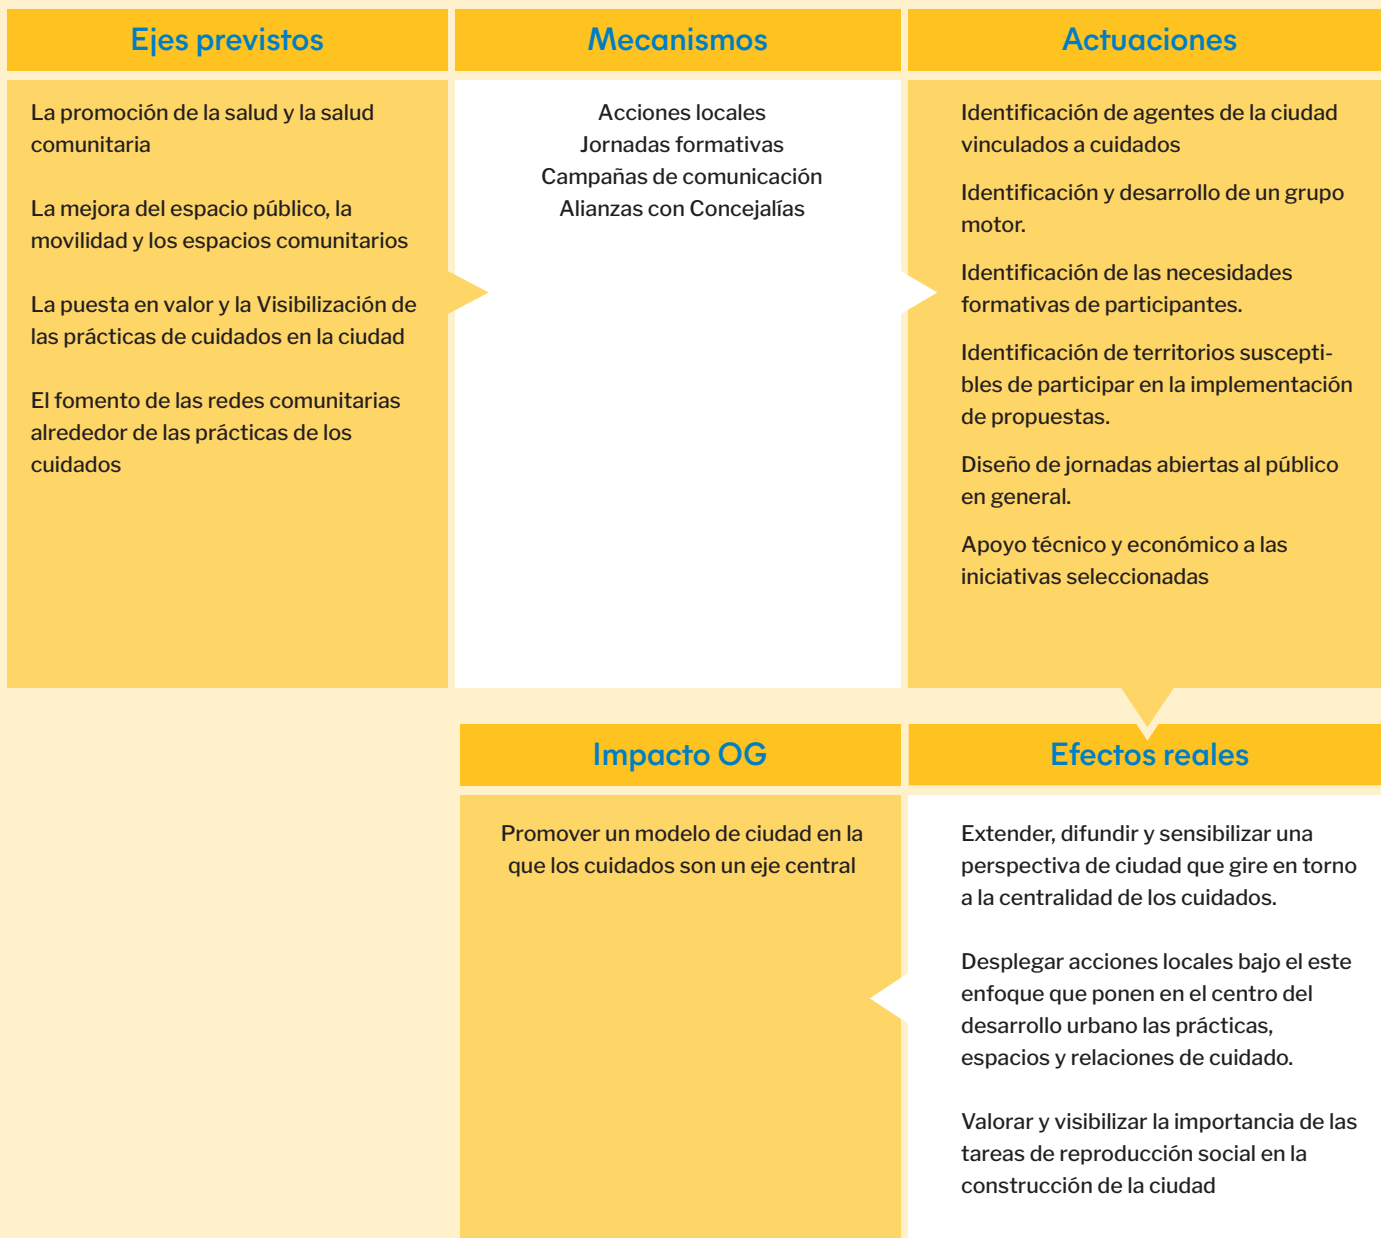 Ejes previstos
La promoción de la salud y la salud
comunitaria
La mejora del espacio público, la
movilidad y los espacios comunitarios
La puesta en valor y la Visibilización de
las prácticas de cuidados en la ciudad
El fomento de las redes comunitarias
alrededor de las prácticas de los
cuidados
Mecanismos
Acciones locales
Jornadas formativas
Campañas de comunicación
Alianzas con Concejalías
Actuaciones
Identificación de agentes de la ciudad
vinculados a cuidados
Identificación y desarrollo de un grupo
motor.
Identificación de las necesidades
formativas de participantes.
Identificación de territorios suscepti-
bles de participar en la implementación
de propuestas.
Diseño de jornadas abiertas al público
en general.
Apoyo técnico y económico a las
iniciativas seleccionadas
Efectos reales
Extender, difundir y sensibilizar una
perspectiva de ciudad que gire en torno
a la centralidad de los cuidados.
Desplegar acciones locales bajo el este
enfoque que ponen en el centro del
desarrollo urbano las prácticas,
espacios y relaciones de cuidado.
Valorar y visibilizar la importancia de las
tareas de reproducción social en la
construcción de la ciudad
Impacto OG
Promover un modelo de ciudad en la
que los cuidados son un eje central